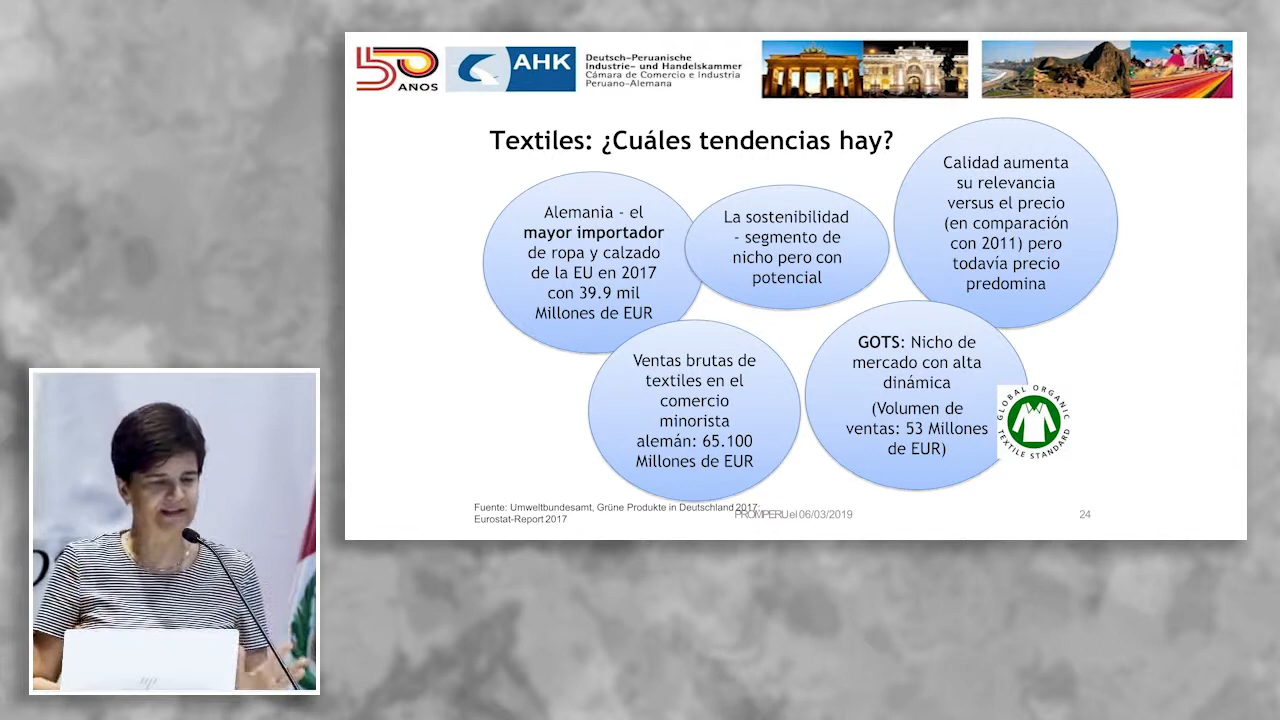 50
AÑOS
AHK
Deutsch-Peruanische
Industrie- und Handelskammer
Cámara de Comercio e Industria
Peruano-Alemana
Textiles: ¿Cuáles tendencias hay?
Alemania - el
mayor importador
de ropa y calzado
de la EU en 2017
con 39.9 mil
Millones de EUR
La sostenibilidad
- segmento de
nicho pero con
potencial
Calidad aumenta
su relevancia
versus el precio
(en comparación
con 2011) pero
todavía precio
predomina
Ventas brutas de
textiles en el
comercio
minorista
alemán: 65.100
Millones de EUR
GOTS: Nicho de
mercado con alta
dinámica
(Volumen de
ventas: 53 Millones
de EUR)
GLOBAL ORGANIC
TEXTILE STANDARD
Fuente: Umweltbundesamt, Grüne Produkte in Deutschland 2017;
Eurostat-Report 2017
PROMPERU el 06/03/2019
24
hp